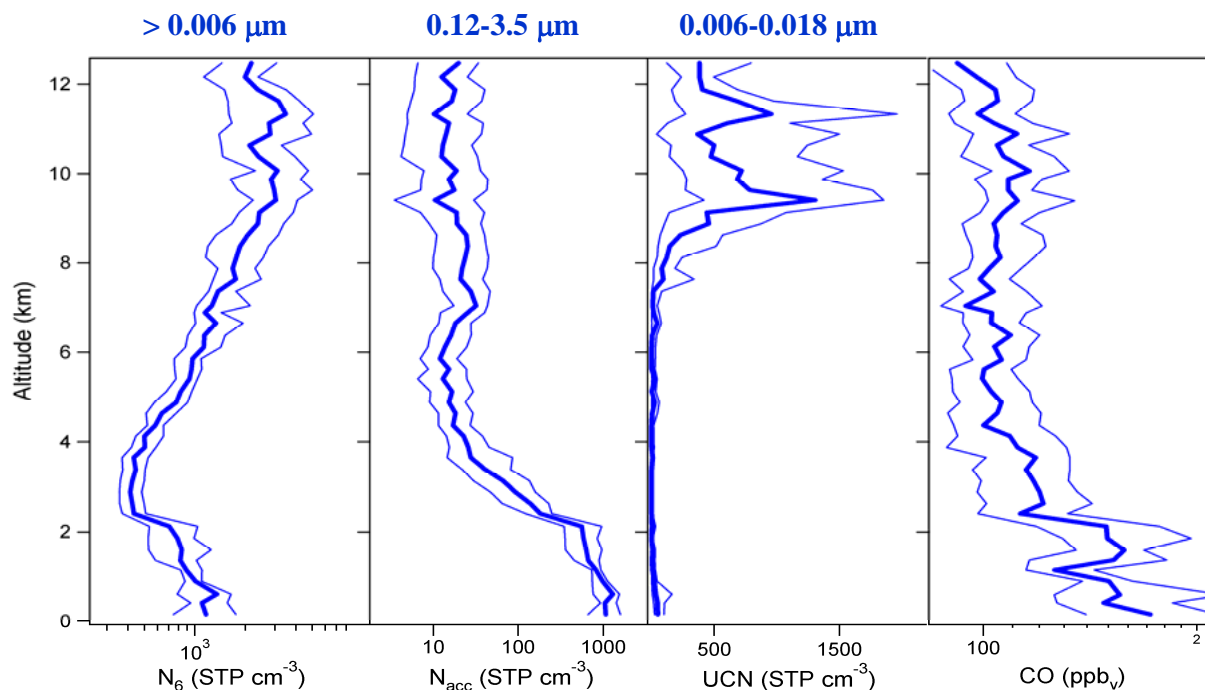 > 0.006 μm 0.12-3.5 μm 0.006-0.018 μm
12
10
8
6
4
2
0
Altitude (km)
10³ 10 100 1000 500 1500 100 2
N₆ (STP cm⁻³) Nacc (STP cm⁻³) UCN (STP cm⁻³) CO (ppbᵥ)